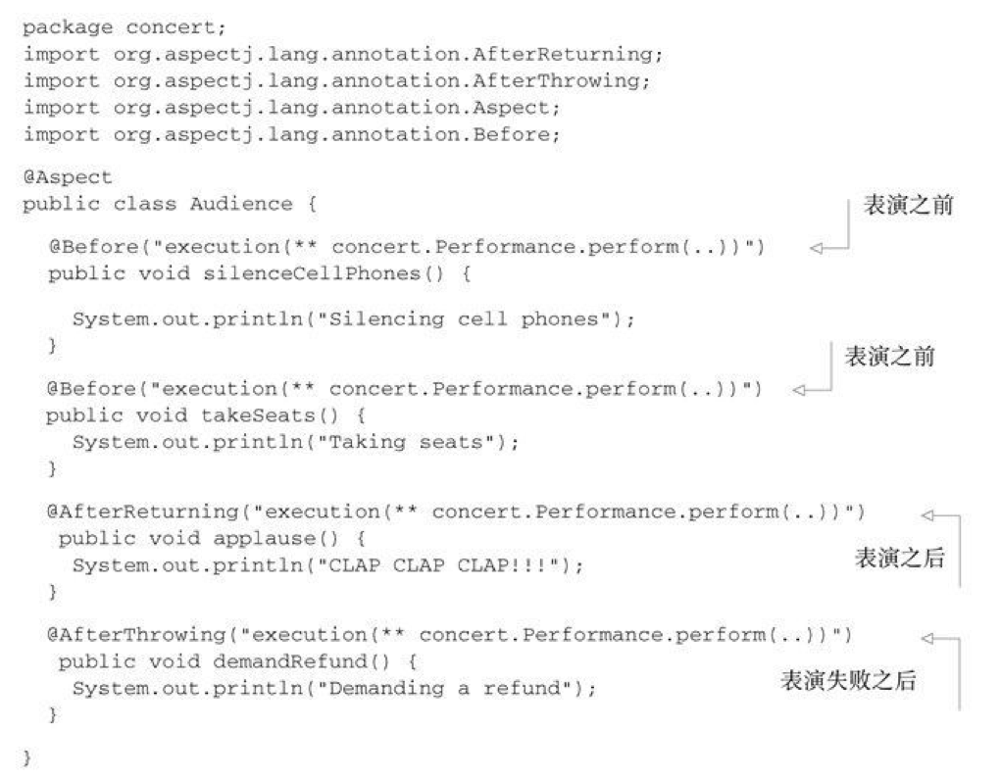 package concert;
import org.aspectj.lang.annotation.AfterReturning;
import org.aspectj.lang.annotation.AfterThrowing;
import org.aspectj.lang.annotation.Aspect;
import org.aspectj.lang.annotation.Before;
@Aspect
public class Audience {
表演之前
@Before("execution(** concert.Performance.perform(..))")
public void silenceCellPhones() {
System.out.println("Silencing cell phones");
}
表演之前
@Before("execution(** concert.Performance.perform(..))")
public void takeSeats() {
System.out.println("Taking seats");
}
@AfterReturning("execution(** concert.Performance.perform(..))")
public void applause() {
表演之后
System.out.println("CLAP CLAP CLAP!!!");
}
@AfterThrowing("execution(** concert.Performance.perform(..))")
public void demandRefund() {
表演失败之后
System.out.println("Demanding a refund");
}
}